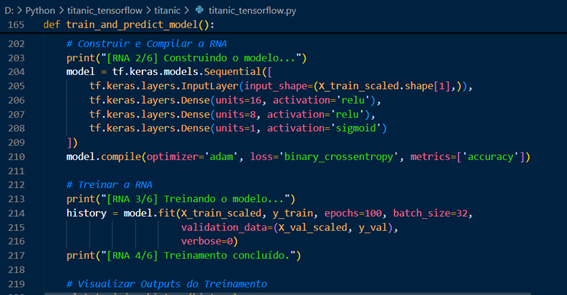 D: > Python > titanic_tensorflow > titanic > titanic_tensorflow.py
165 def train_and_predict_model():
202 # Construir e Compilar a RNA
203 print("[RNA 2/6] Construindo o modelo...")
204 model = tf.keras.models.Sequential([
205 tf.keras.layers.InputLayer(input_shape=(X_train_scaled.shape[1],)),
206 tf.keras.layers.Dense(units=16, activation='relu'),
207 tf.keras.layers.Dense(units=8, activation='relu'),
208 tf.keras.layers.Dense(units=1, activation='sigmoid')
209 ])
210 model.compile(optimizer='adam', loss='binary_crossentropy', metrics=['accuracy'])
211
212 # Treinar a RNA
213 print("[RNA 3/6] Treinando o modelo...")
214 history = model.fit(X_train_scaled, y_train, epochs=100, batch_size=32,
215 validation_data=(X_val_scaled, y_val),
216 verbose=0)
217 print("[RNA 4/6] Treinamento concluído.")
218
219 # Visualizar Outputs do Treinamento